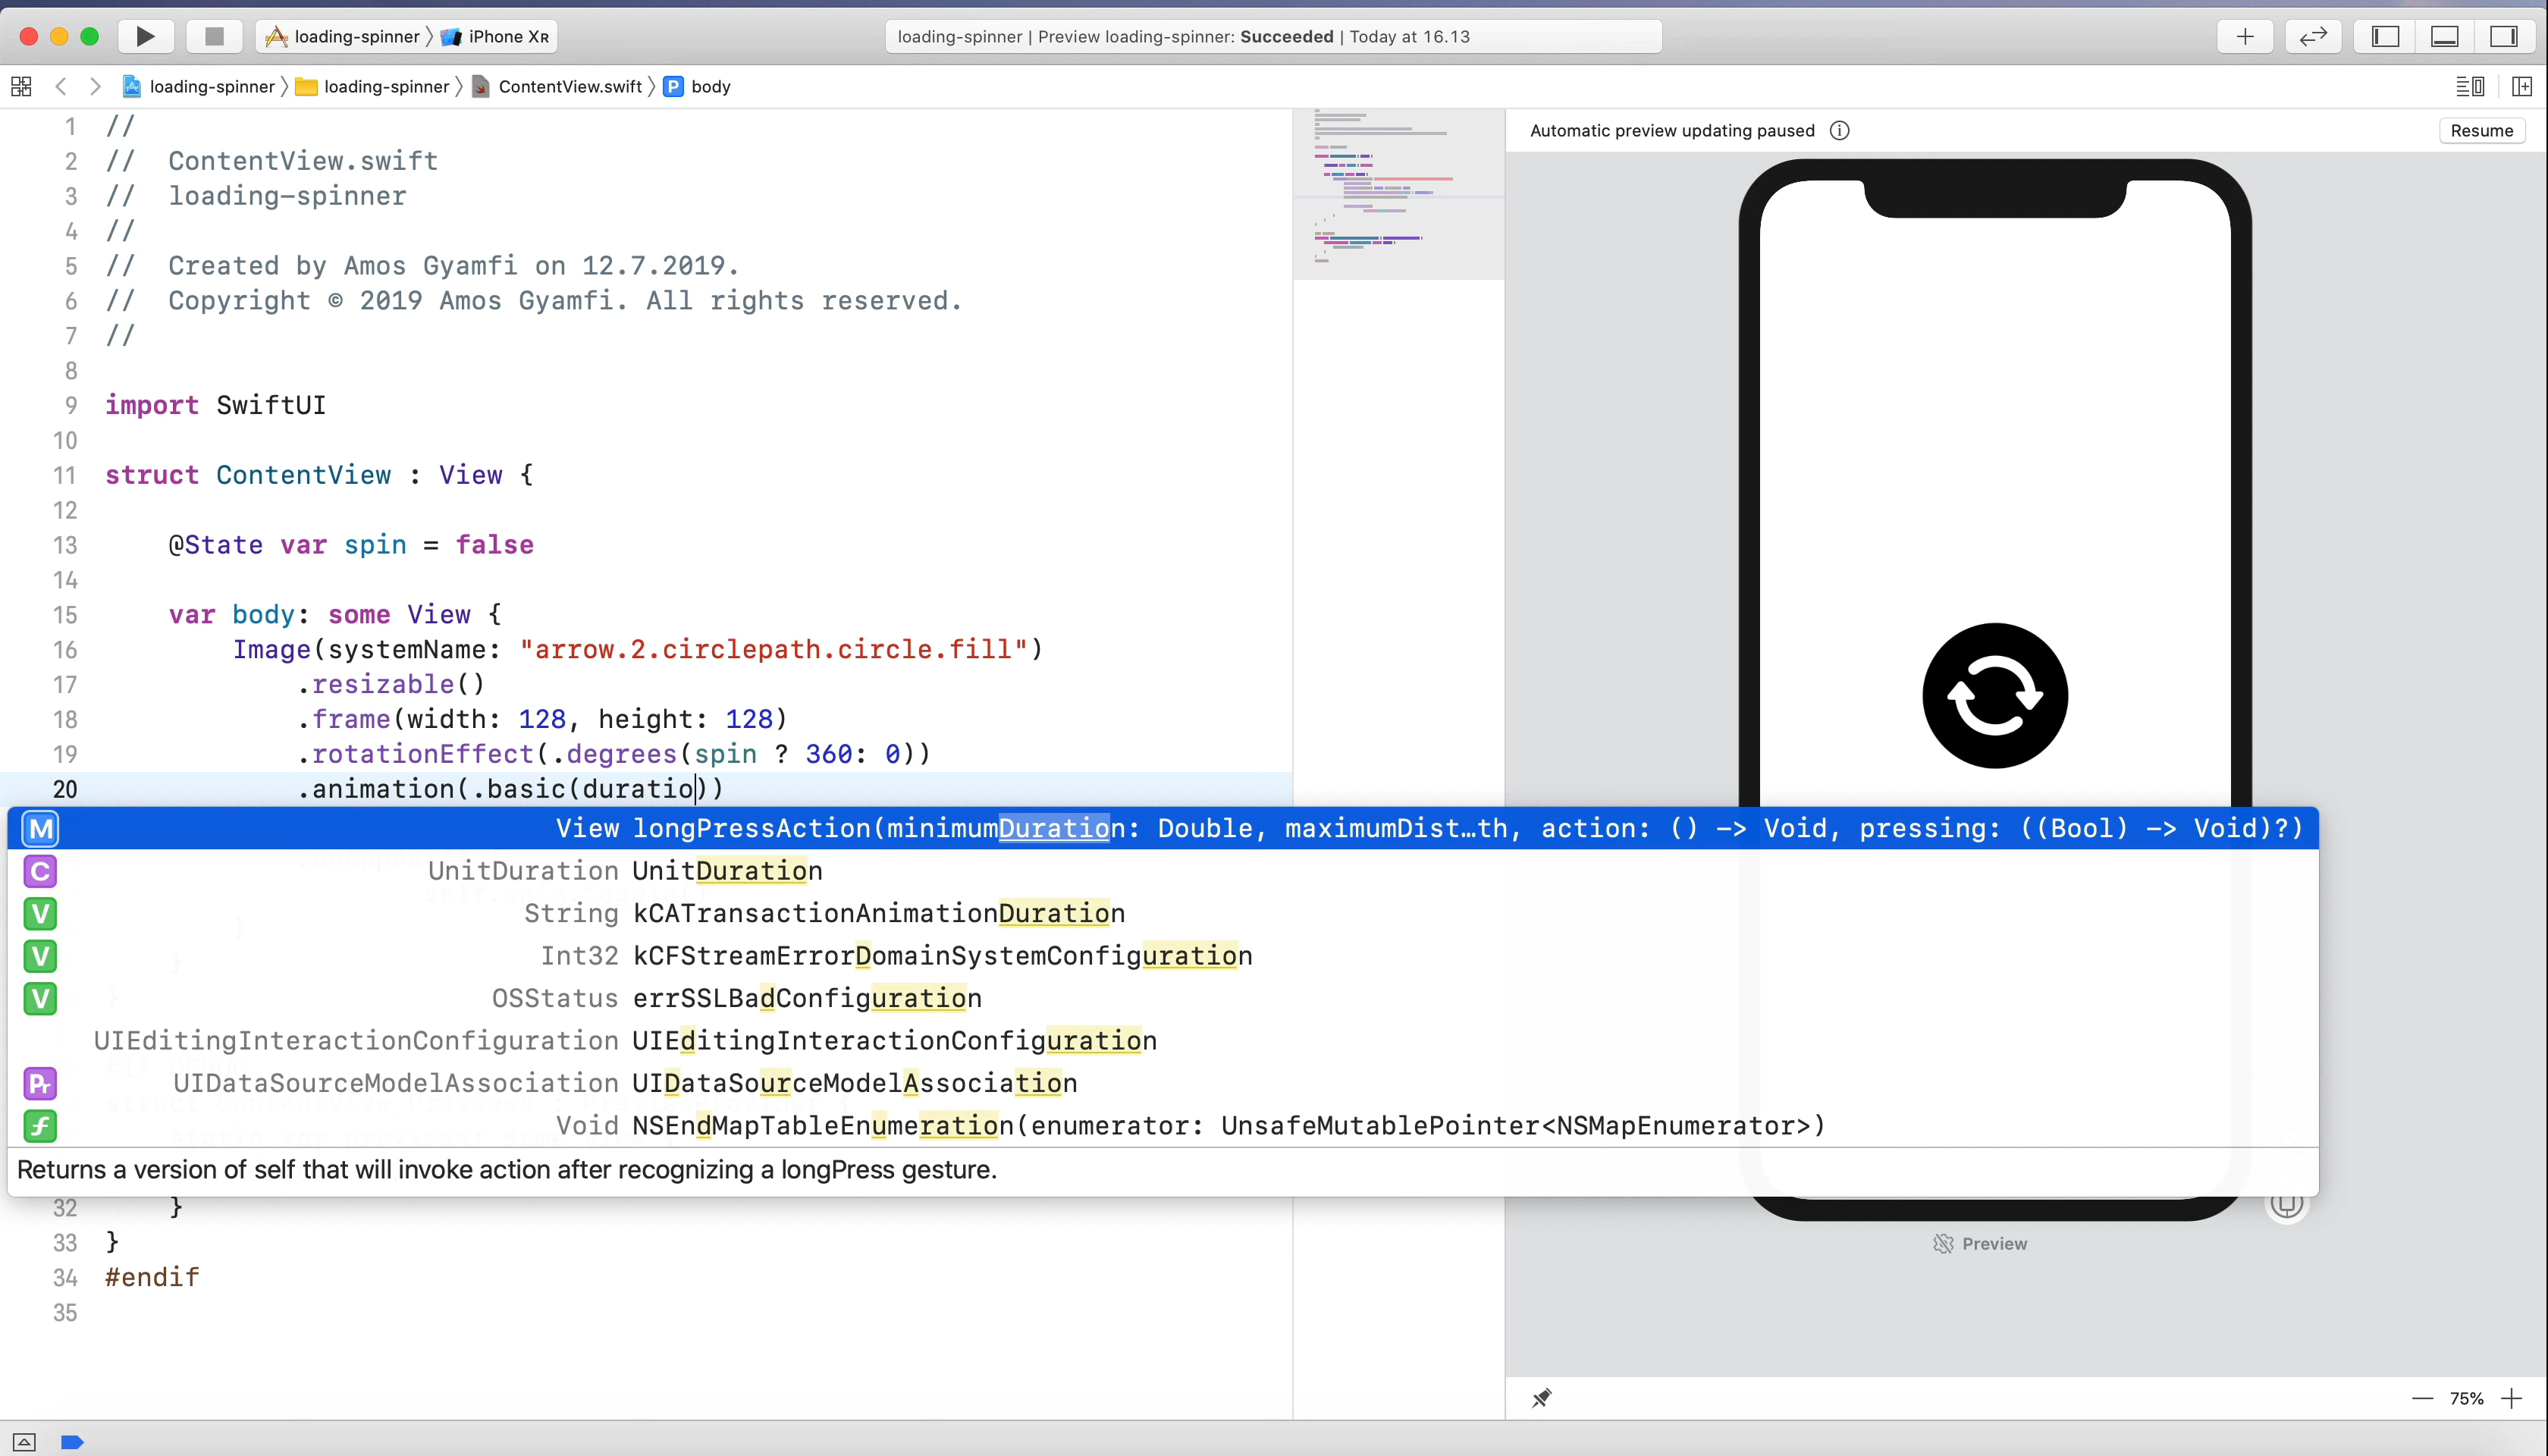 loading-spinner 〉 iPhone Xʀ
loading-spinner | Preview loading-spinner: Succeeded | Today at 16.13
loading-spinner 〉 loading-spinner 〉 ContentView.swift 〉 P body
Automatic preview updating paused
Resume
1 //
2 //  ContentView.swift
3 //  loading-spinner
4 //
5 //  Created by Amos Gyamfi on 12.7.2019.
6 //  Copyright © 2019 Amos Gyamfi. All rights reserved.
7 //
8
9 import SwiftUI
10
11 struct ContentView : View {
12
13     @State var spin = false
14
15     var body: some View {
16         Image(systemName: "arrow.2.circlepath.circle.fill")
17             .resizable()
18             .frame(width: 128, height: 128)
19             .rotationEffect(.degrees(spin ? 360: 0))
20             .animation(.basic(duratio))
M View longPressAction(minimumDuration: Double, maximumDist…th, action: () -> Void, pressing: ((Bool) -> Void)?)
C UnitDuration UnitDuration
V String kCATransactionAnimationDuration
V Int32 kCFStreamErrorDomainSystemConfiguration
V OSStatus errSSLBadConfiguration
UIEditingInteractionConfiguration UIEditingInteractionConfiguration
Pr UIDataSourceModelAssociation UIDataSourceModelAssociation
f Void NSEndMapTableEnumeration(enumerator: UnsafeMutablePointer<NSMapEnumerator>)
Returns a version of self that will invoke action after recognizing a longPress gesture.
32     }
33 }
34 #endif
35
Preview
75%